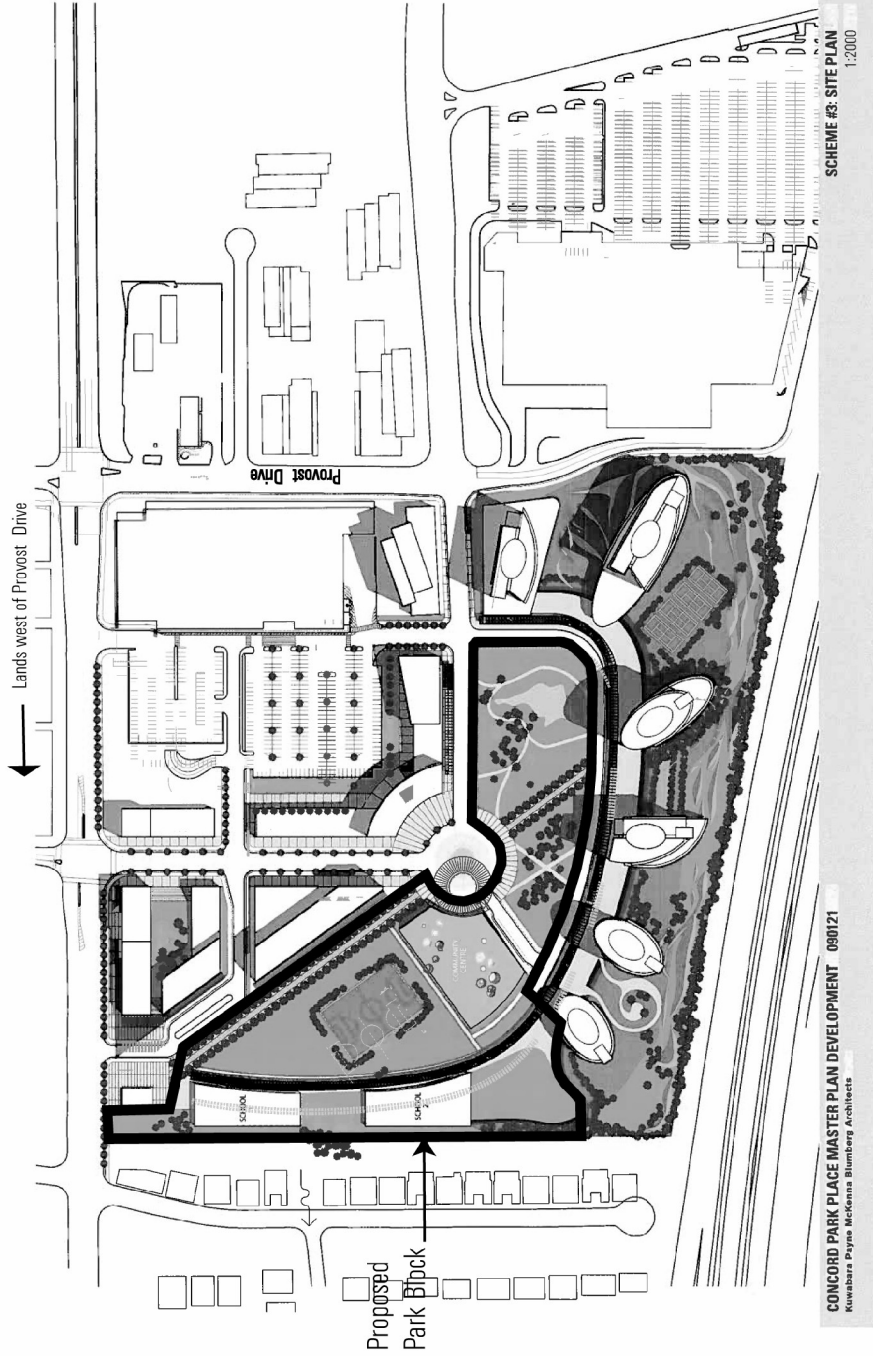 Lands west of Provost Drive
Provost Drive
COMMUNITY
CENTRE
SCHOOL
SCHOOL
2
Proposed
Park Block
CONCORD PARK PLACE MASTER PLAN DEVELOPMENT 090121
Kuwabara Payne McKenna Blumberg Architects
SCHEME #3: SITE PLAN
1:2000